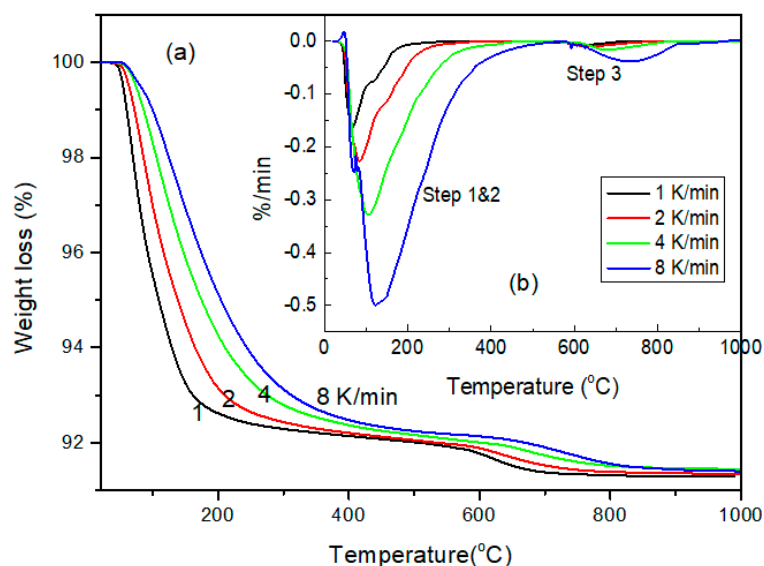 (a)
100
98
96
94
92
Weight loss (%)
200
400
600
800
1000
Temperature(°C)
1
2
4
8 K/min
0.0
-0.1
-0.2
-0.3
-0.4
-0.5
%/min
0
200
400
600
800
1000
Temperature (°C)
Step 3
Step 1&2
(b)
1 K/min
2 K/min
4 K/min
8 K/min